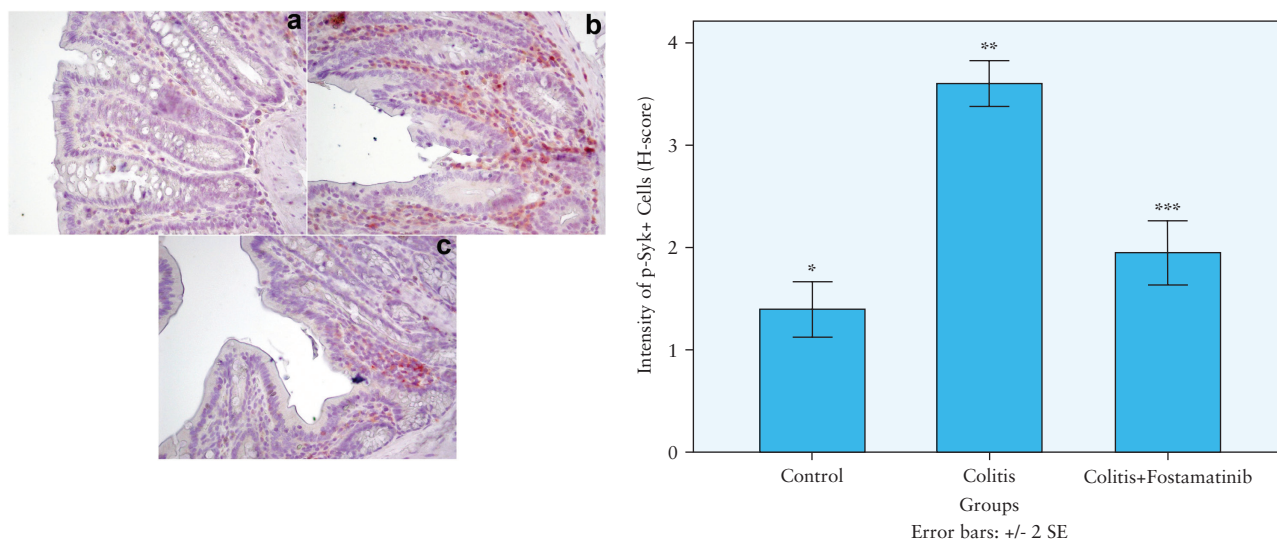 a
b
c
Intensity of p-Syk+ Cells (H-score)
4
3
2
1
0
*
**
***
Control
Colitis
Colitis+Fostamatinib
Groups
Error bars: +/- 2 SE